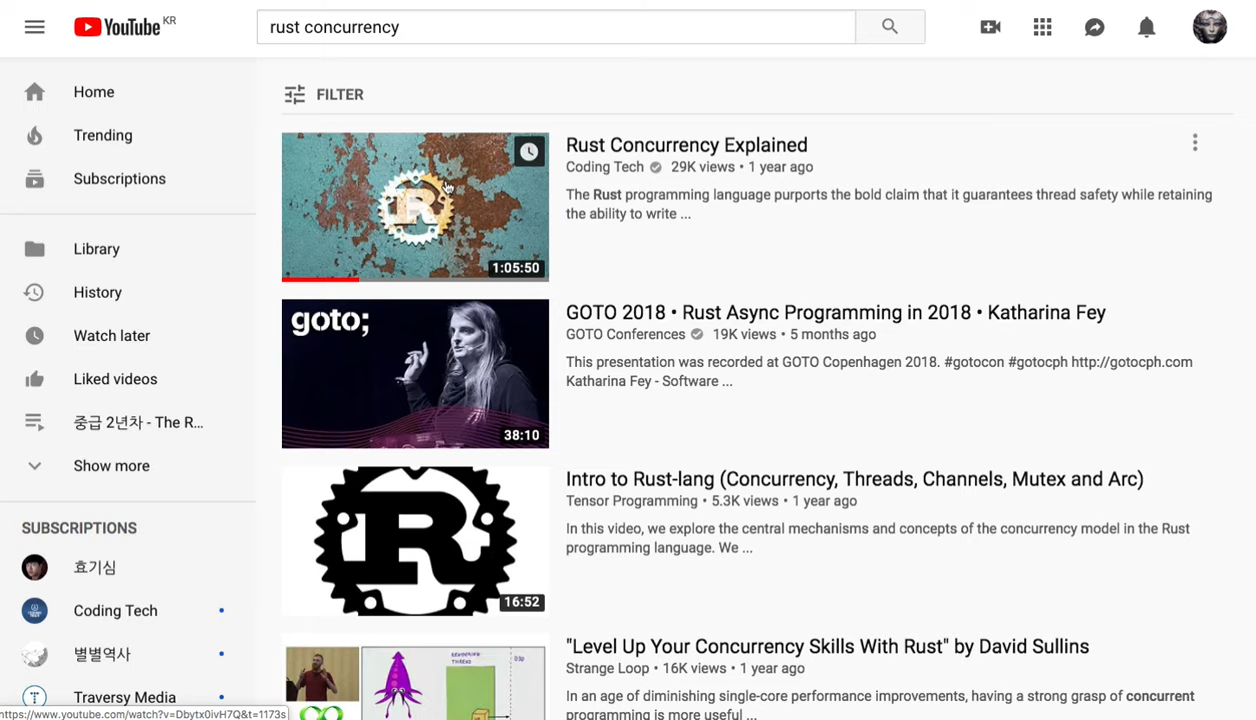 YouTube KR
rust concurrency
Home
Trending
Subscriptions
Library
History
Watch later
Liked videos
중급 2년차 - The R...
Show more
SUBSCRIPTIONS
효기심
Coding Tech
별별역사
Traversy Media
https://www.youtube.com/watch?v=Dbytx0ivH7Q&t=1173s
FILTER
R
1:05:50
Rust Concurrency Explained
Coding Tech 29K views • 1 year ago
The Rust programming language purports the bold claim that it guarantees thread safety while retaining
the ability to write ...
goto;
38:10
GOTO 2018 • Rust Async Programming in 2018 • Katharina Fey
GOTO Conferences 19K views • 5 months ago
This presentation was recorded at GOTO Copenhagen 2018. #gotocon #gotocph http://gotocph.com
Katharina Fey - Software ...
R
16:52
Intro to Rust-lang (Concurrency, Threads, Channels, Mutex and Arc)
Tensor Programming • 5.3K views • 1 year ago
In this video, we explore the central mechanisms and concepts of the concurrency model in the Rust
programming language. We ...
RENDERING
THREAD
"Level Up Your Concurrency Skills With Rust" by David Sullins
Strange Loop • 16K views • 1 year ago
In an age of diminishing single-core performance improvements, having a strong grasp of concurrent
programming is more useful ...